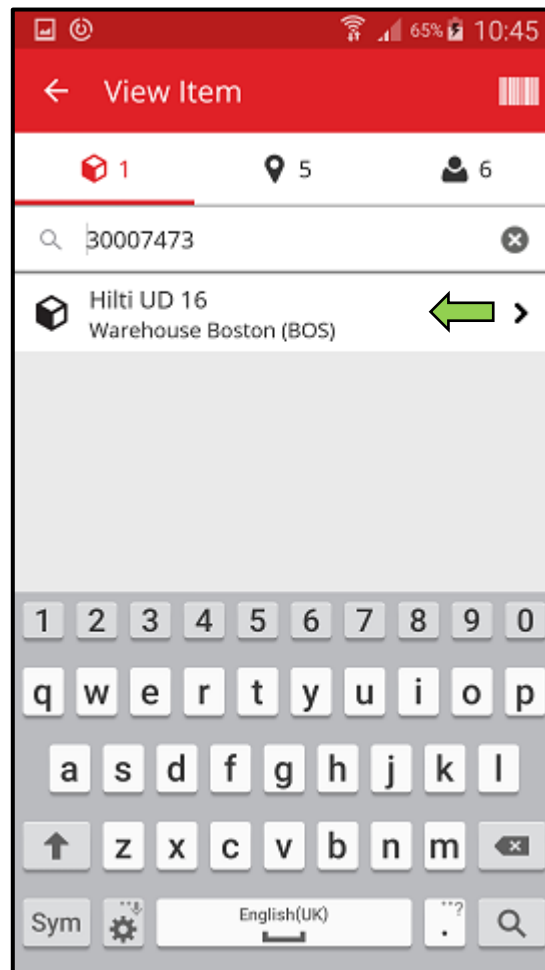 65% 10:45
View Item
1 5 6
30007473
Hilti UD 16
Warehouse Boston (BOS)
1 2 3 4 5 6 7 8 9 0
q w e r t y u i o p
a s d f g h j k l
z x c v b n m
Sym English(UK) . ?